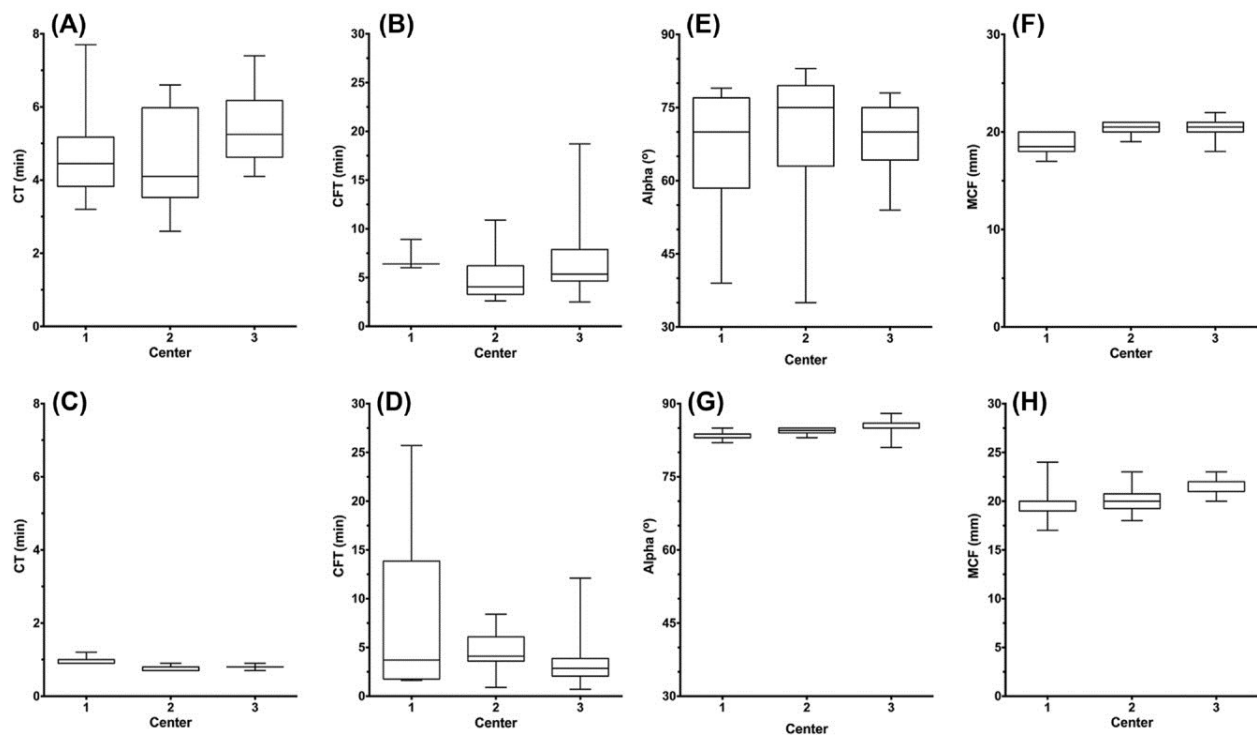 (A)
CT (min)
8
6
4
2
0
1 2 3
Center
(B)
CFT (min)
30
25
20
15
10
5
0
1 2 3
Center
(E)
Alpha (º)
90
75
60
45
30
1 2 3
Center
(F)
MCF (mm)
30
20
10
0
1 2 3
Center
(C)
CT (min)
8
6
4
2
0
1 2 3
Center
(D)
CFT (min)
30
25
20
15
10
5
0
1 2 3
Center
(G)
Alpha (º)
90
75
60
45
30
1 2 3
Center
(H)
MCF (mm)
30
25
20
15
10
5
0
1 2 3
Center